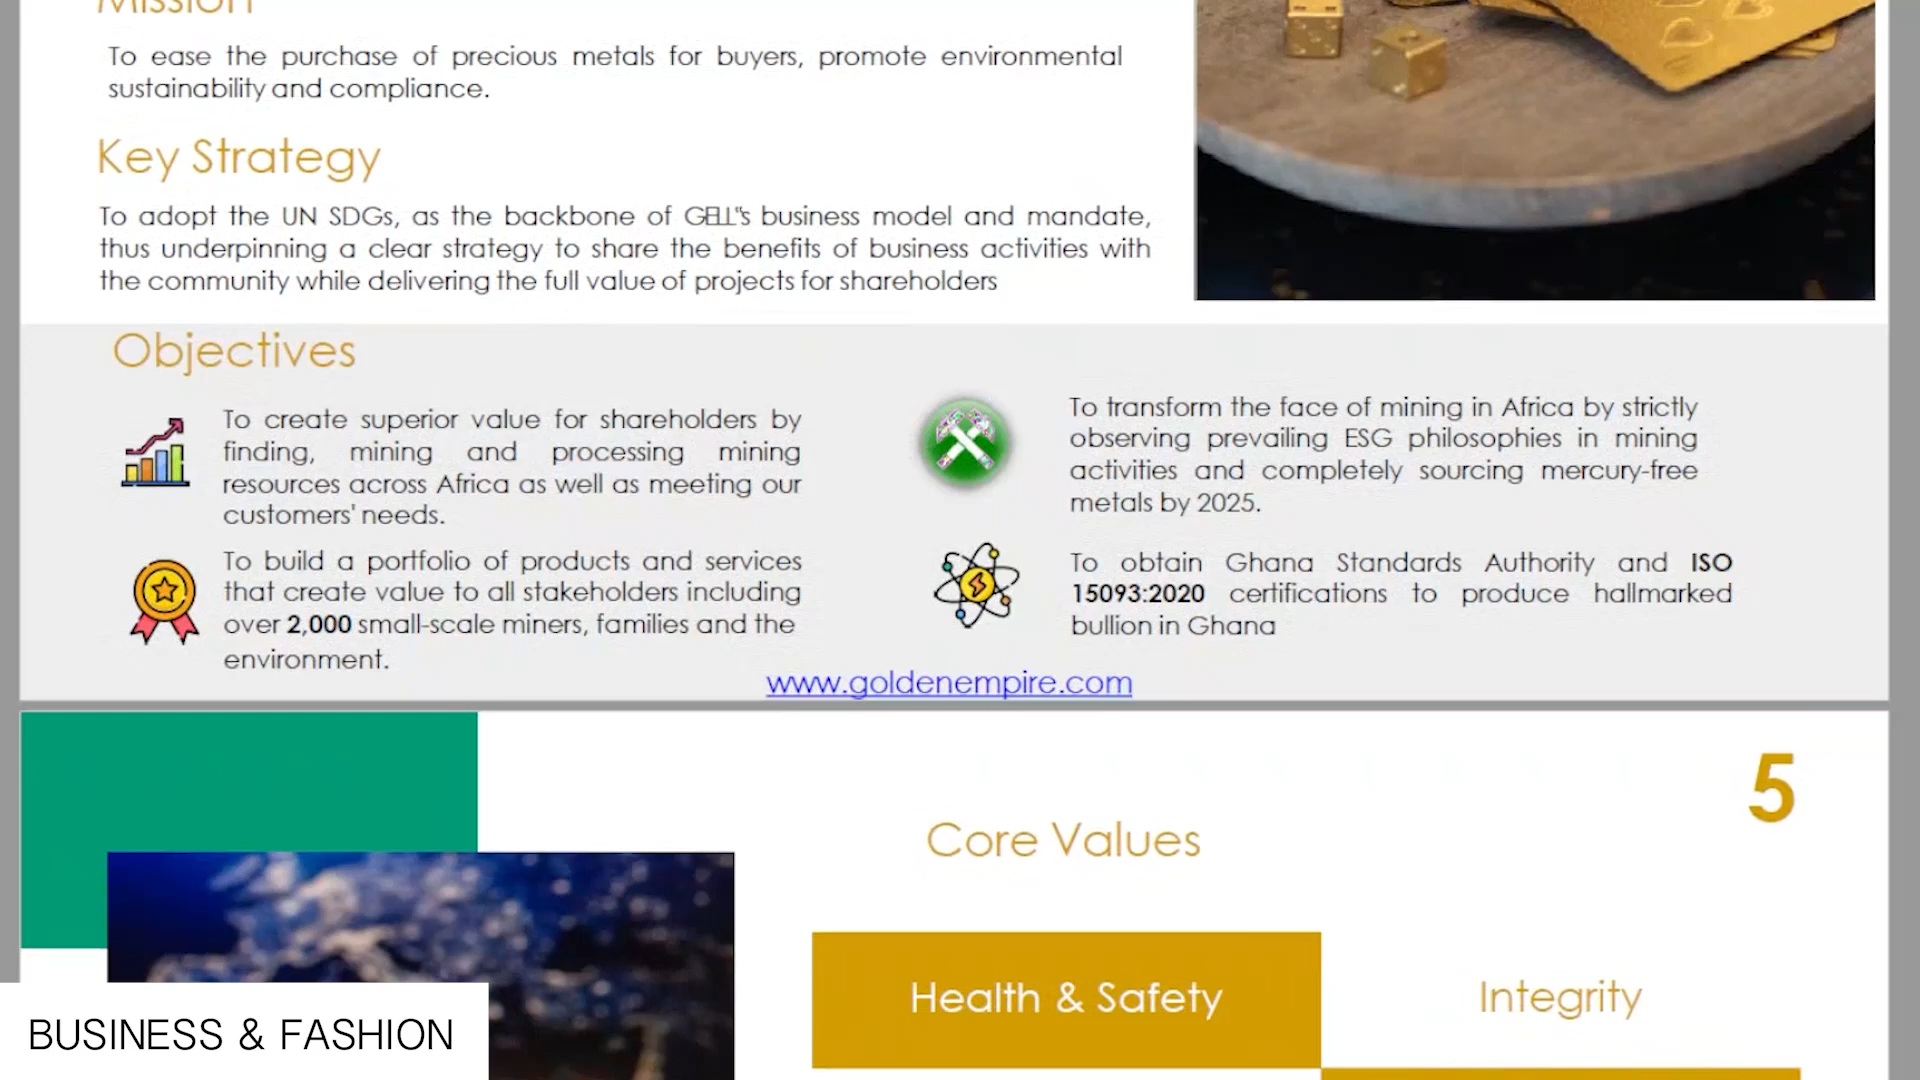 Mission
To ease the purchase of precious metals for buyers, promote environmental
sustainability and compliance.
Key Strategy
To adopt the UN SDGs, as the backbone of GELL"s business model and mandate,
thus underpinning a clear strategy to share the benefits of business activities with
the community while delivering the full value of projects for shareholders
Objectives
To create superior value for shareholders by
finding, mining and processing mining
resources across Africa as well as meeting our
customers' needs.
To build a portfolio of products and services
that create value to all stakeholders including
over 2,000 small-scale miners, families and the
environment.
To transform the face of mining in Africa by strictly
observing prevailing ESG philosophies in mining
activities and completely sourcing mercury-free
metals by 2025.
To obtain Ghana Standards Authority and ISO
15093:2020 certifications to produce hallmarked
bullion in Ghana
www.goldenempire.com
5
Core Values
Health & Safety
Integrity
BUSINESS & FASHION